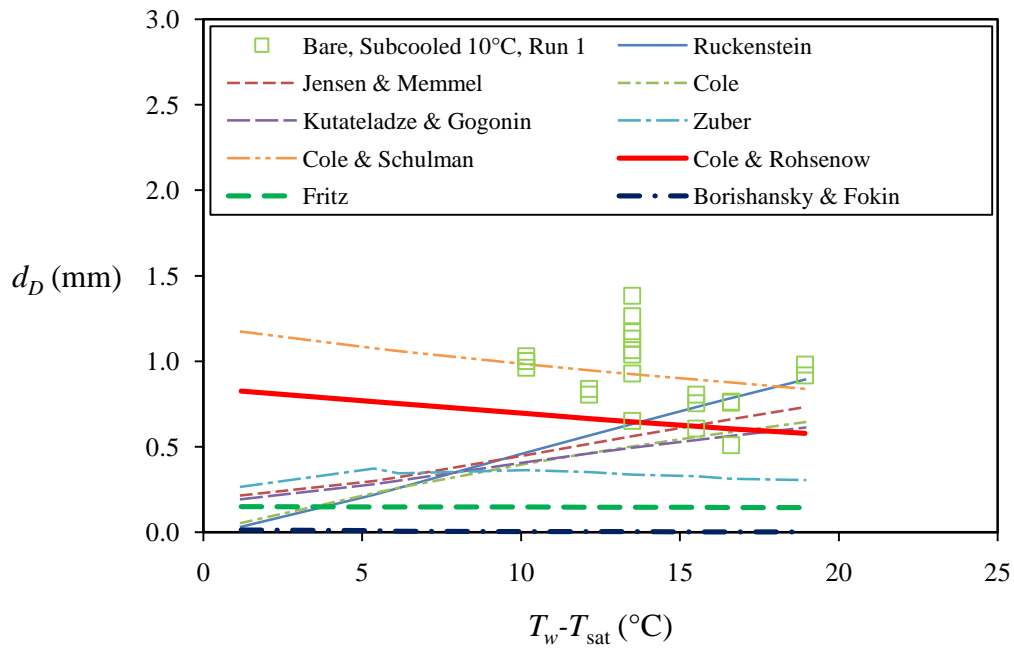 3.0
Bare, Subcooled 10°C, Run 1 Ruckenstein
Jensen & Memmel Cole
2.5
Kutateladze & Gogonin Zuber
Cole & Schulman Cole & Rohsenow
2.0
Fritz Borishansky & Fokin
1.5
d_D (mm)
1.0
0.5
0.0
0 5 10 15 20 25
T_w-T_sat (°C)